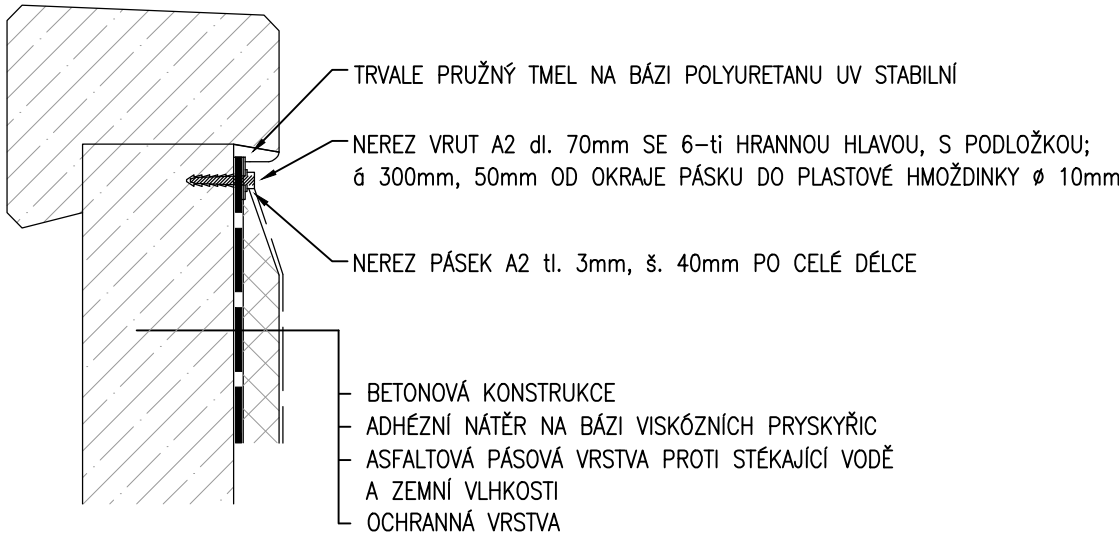 TRVALE PRUŽNÝ TMEL NA BÁZI POLYURETANU UV STABILNÍ
NEREZ VRUT A2 dl. 70mm SE 6-ti HRANNOU HLAVOU, S PODLOŽKOU;
á 300mm, 50mm OD OKRAJE PÁSKU DO PLASTOVÉ HMOŽDINKY ø 10mm
NEREZ PÁSEK A2 tl. 3mm, š. 40mm PO CELÉ DÉLCE
BETONOVÁ KONSTRUKCE
ADHÉZNÍ NÁTĚR NA BÁZI VISKÓZNÍCH PRYSKYŘIC
ASFALTOVÁ PÁSOVÁ VRSTVA PROTI STÉKAJÍCÍ VODĚ
A ZEMNÍ VLHKOSTI
OCHRANNÁ VRSTVA